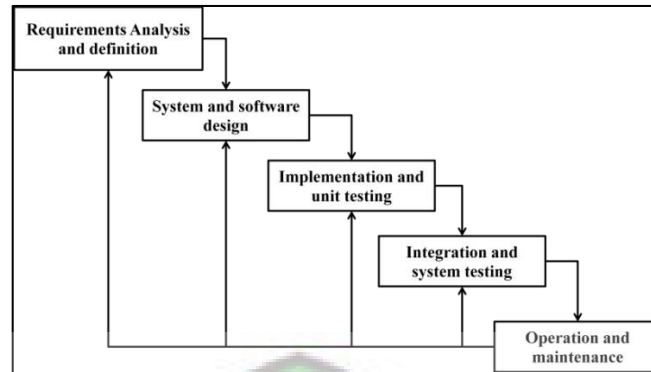 Requirements Analysis
and definition
System and software
design
Implementation and
unit testing
Integration and
system testing
Operation and
maintenance